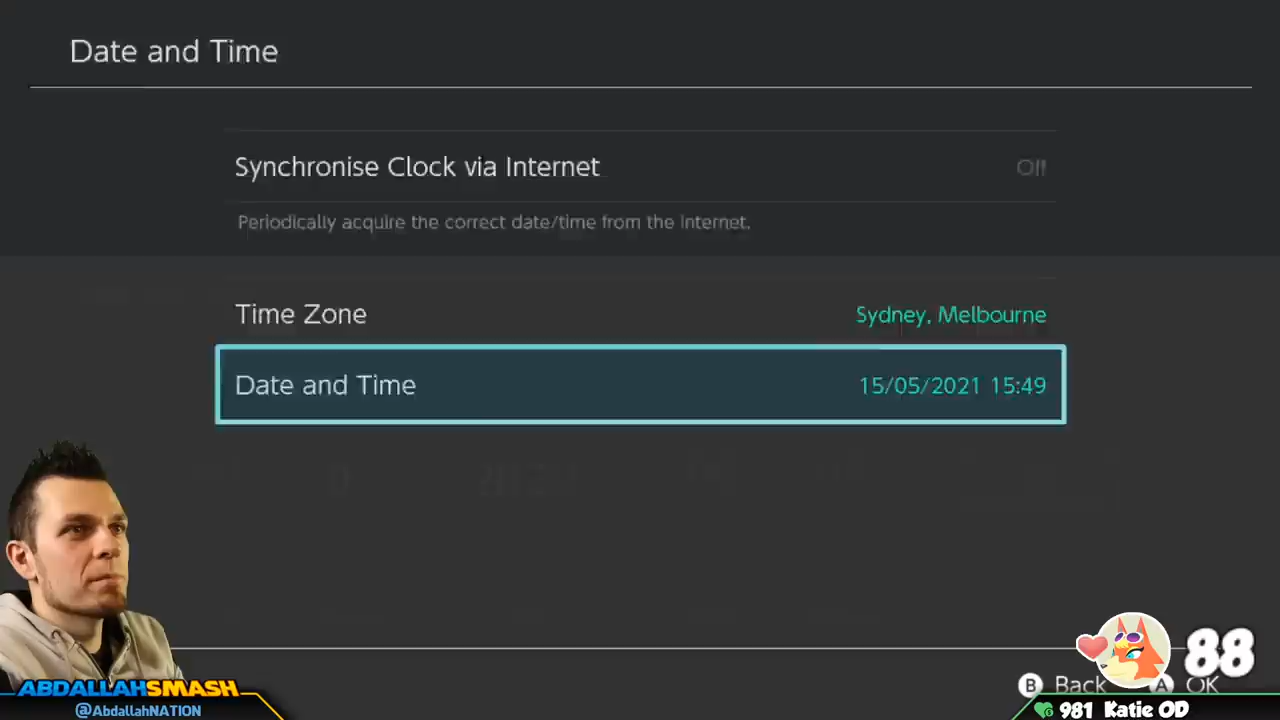 Date and Time
Synchronise Clock via Internet
Off
Periodically acquire the correct date/time from the Internet.
Time Zone
Sydney, Melbourne
Date and Time
15/05/2021 15:49
88
B Back A OK
ABDALLAHSMASH
@AbdallahNATION
981 Katie OD